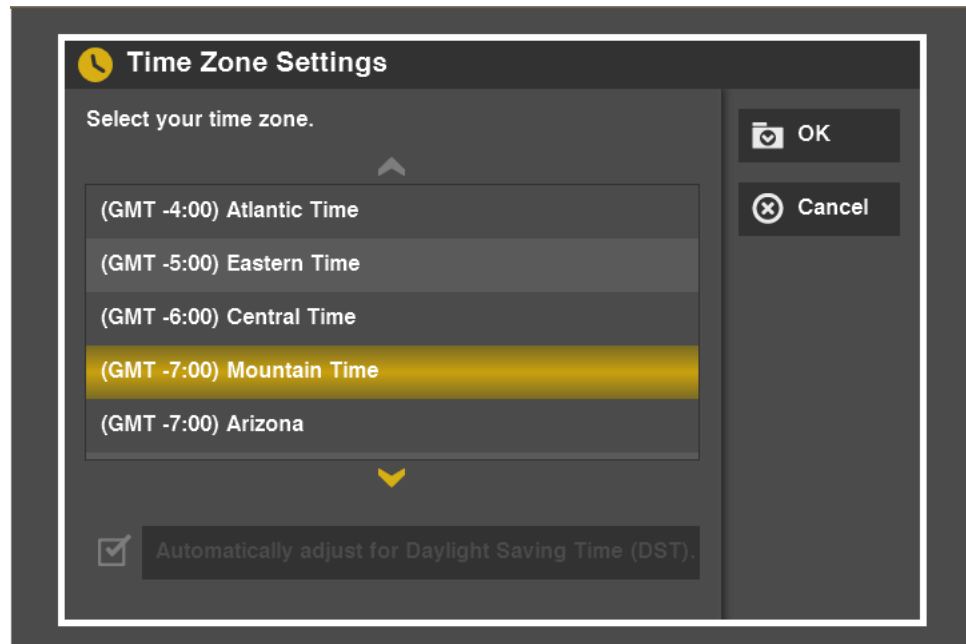 Time Zone Settings
Select your time zone.
OK
(GMT -4:00) Atlantic Time
Cancel
(GMT -5:00) Eastern Time
(GMT -6:00) Central Time
(GMT -7:00) Mountain Time
(GMT -7:00) Arizona
Automatically adjust for Daylight Saving Time (DST).